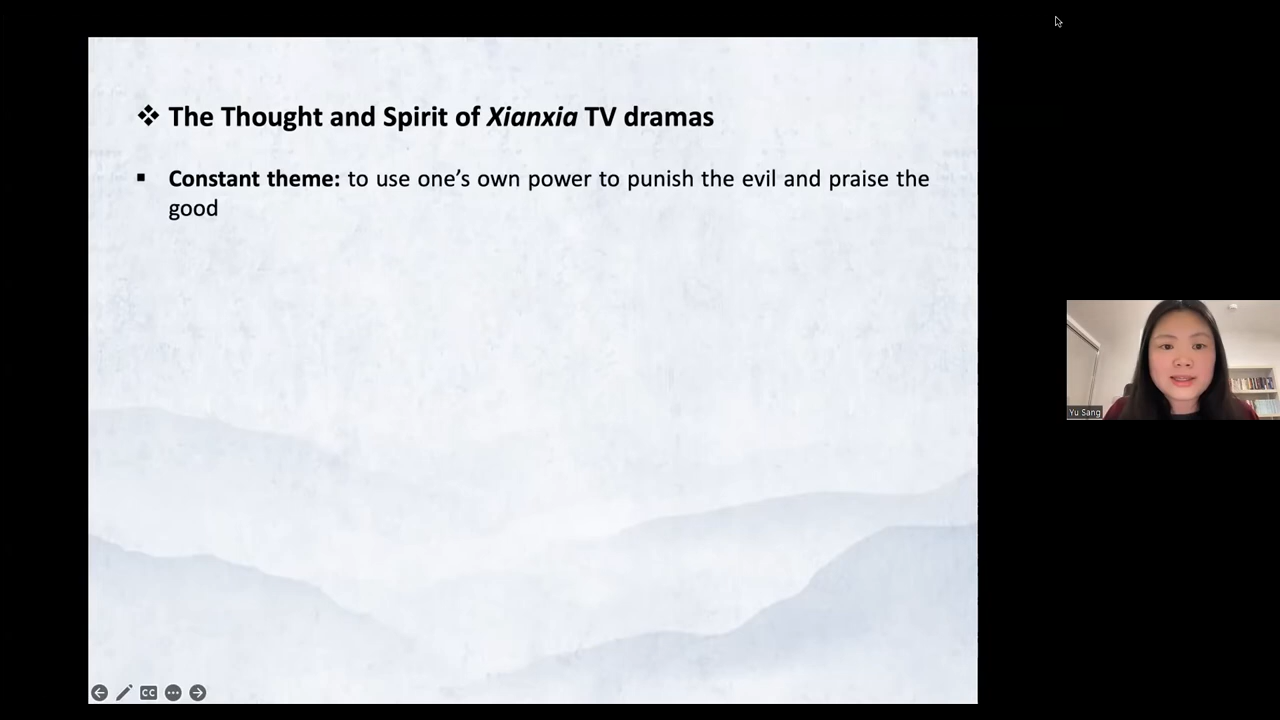 ❖ The Thought and Spirit of Xianxia TV dramas
▪ Constant theme: to use one's own power to punish the evil and praise the
good
Yu Sang
CC